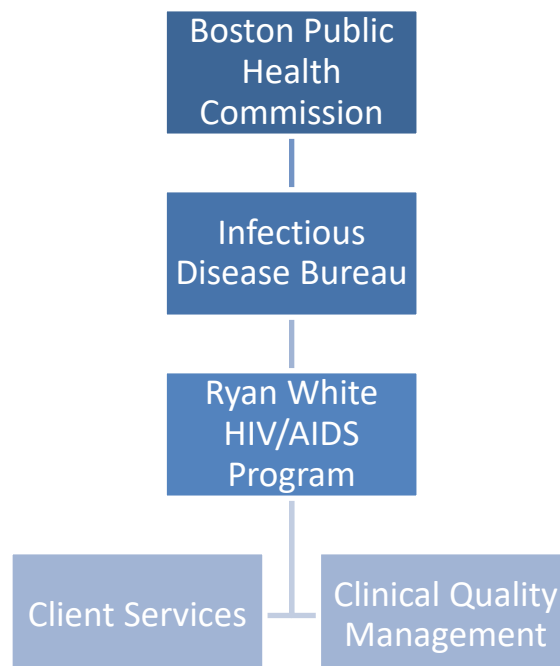 Boston Public
Health
Commission
Infectious
Disease Bureau
Ryan White
HIV/AIDS
Program
Client Services
Clinical Quality
Management